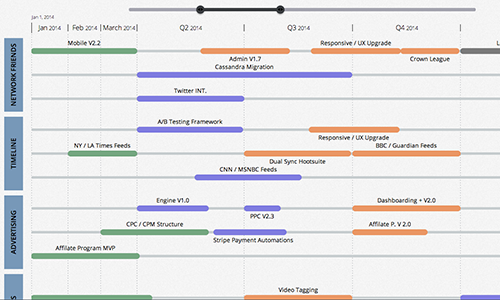 Jan 1, 2014
Jan 2014
Feb 2014
March 2014
Q2 2014
Q3 2014
Q4 2014
NETWORK FRIENDS
Mobile V2.2
Admin V1.7
Responsive / UX Upgrade
Crown League
L
Cassandra Migration
Twitter INT.
TIMELINE
A/B Testing Framework
Responsive / UX Upgrade
NY / LA Times Feeds
Dual Sync Hootsuite
BBC / Guardian Feeds
CNN / MSNBC Feeds
ADVERTISING
Engine V1.0
PPC V2.3
Dashboarding + V2.0
CPC / CPM Structure
Stripe Payment Automations
Affilate P. V 2.0
Affilate Program MVP
S
Video Tagging